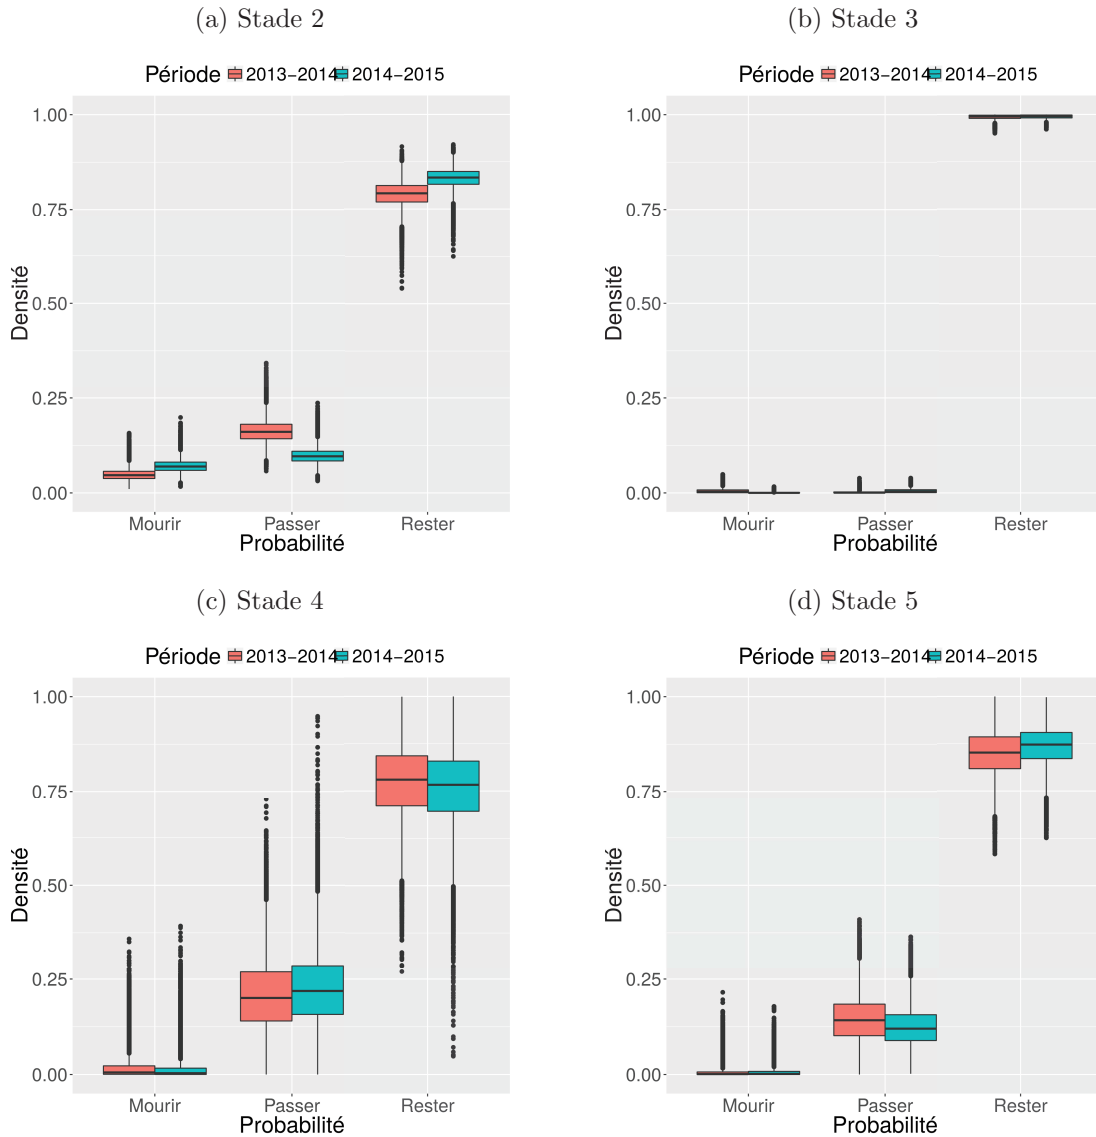 (a) Stade 2
Période 2013−2014 2014−2015
1.00
0.75
0.50
0.25
0.00
Densité
Mourir Passer Rester
Probabilité
(b) Stade 3
Période 2013−2014 2014−2015
1.00
0.75
0.50
0.25
0.00
Densité
Mourir Passer Rester
Probabilité
(c) Stade 4
Période 2013−2014 2014−2015
1.00
0.75
0.50
0.25
0.00
Densité
Mourir Passer Rester
Probabilité
(d) Stade 5
Période 2013−2014 2014−2015
1.00
0.75
0.50
0.25
0.00
Densité
Mourir Passer Rester
Probabilité